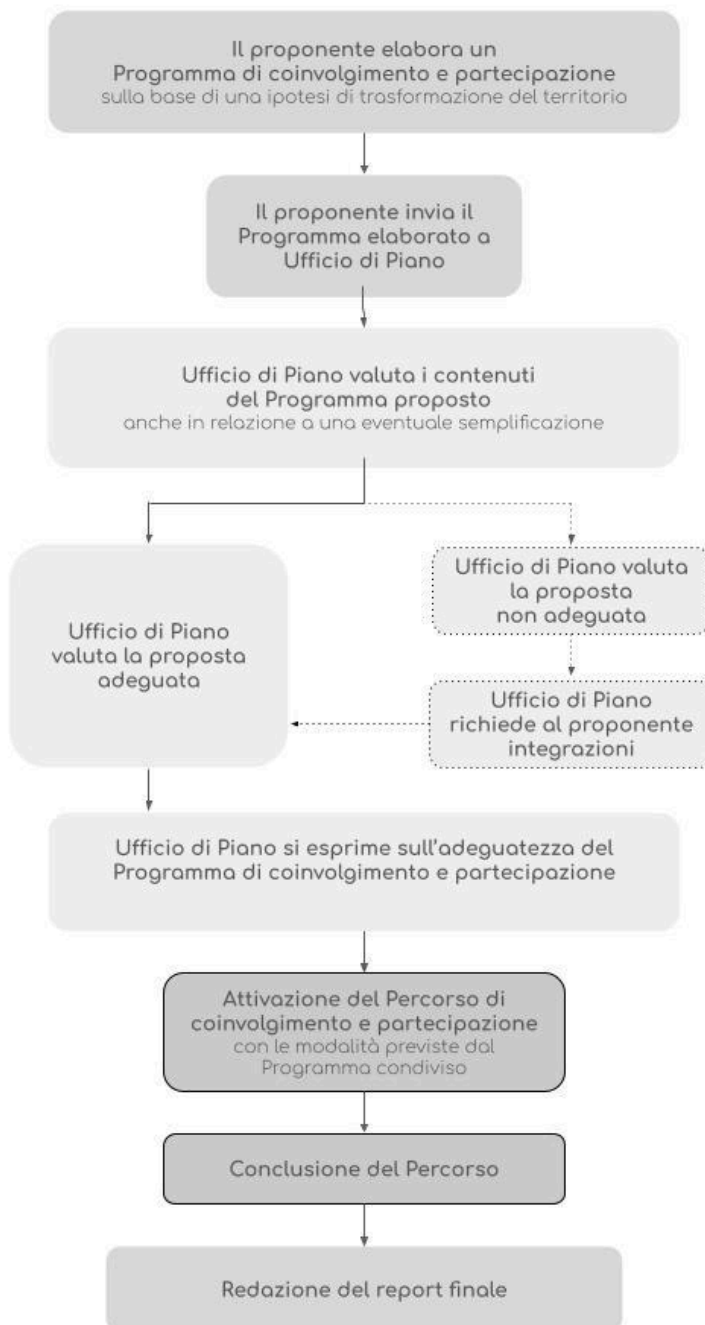 Il proponente elabora un
Programma di coinvolgimento e partecipazione
sulla base di una ipotesi di trasformazione del territorio
Il proponente invia il
Programma elaborato a
Ufficio di Piano
Ufficio di Piano valuta i contenuti
del Programma proposto
anche in relazione a una eventuale semplificazione
Ufficio di Piano
valuta la proposta
adeguata
Ufficio di Piano valuta
la proposta
non adeguata
Ufficio di Piano
richiede al proponente
integrazioni
Ufficio di Piano si esprime sull'adeguatezza del
Programma di coinvolgimento e partecipazione
Attivazione del Percorso di
coinvolgimento e partecipazione
con le modalità previste dal
Programma condiviso
Conclusione del Percorso
Redazione del report finale